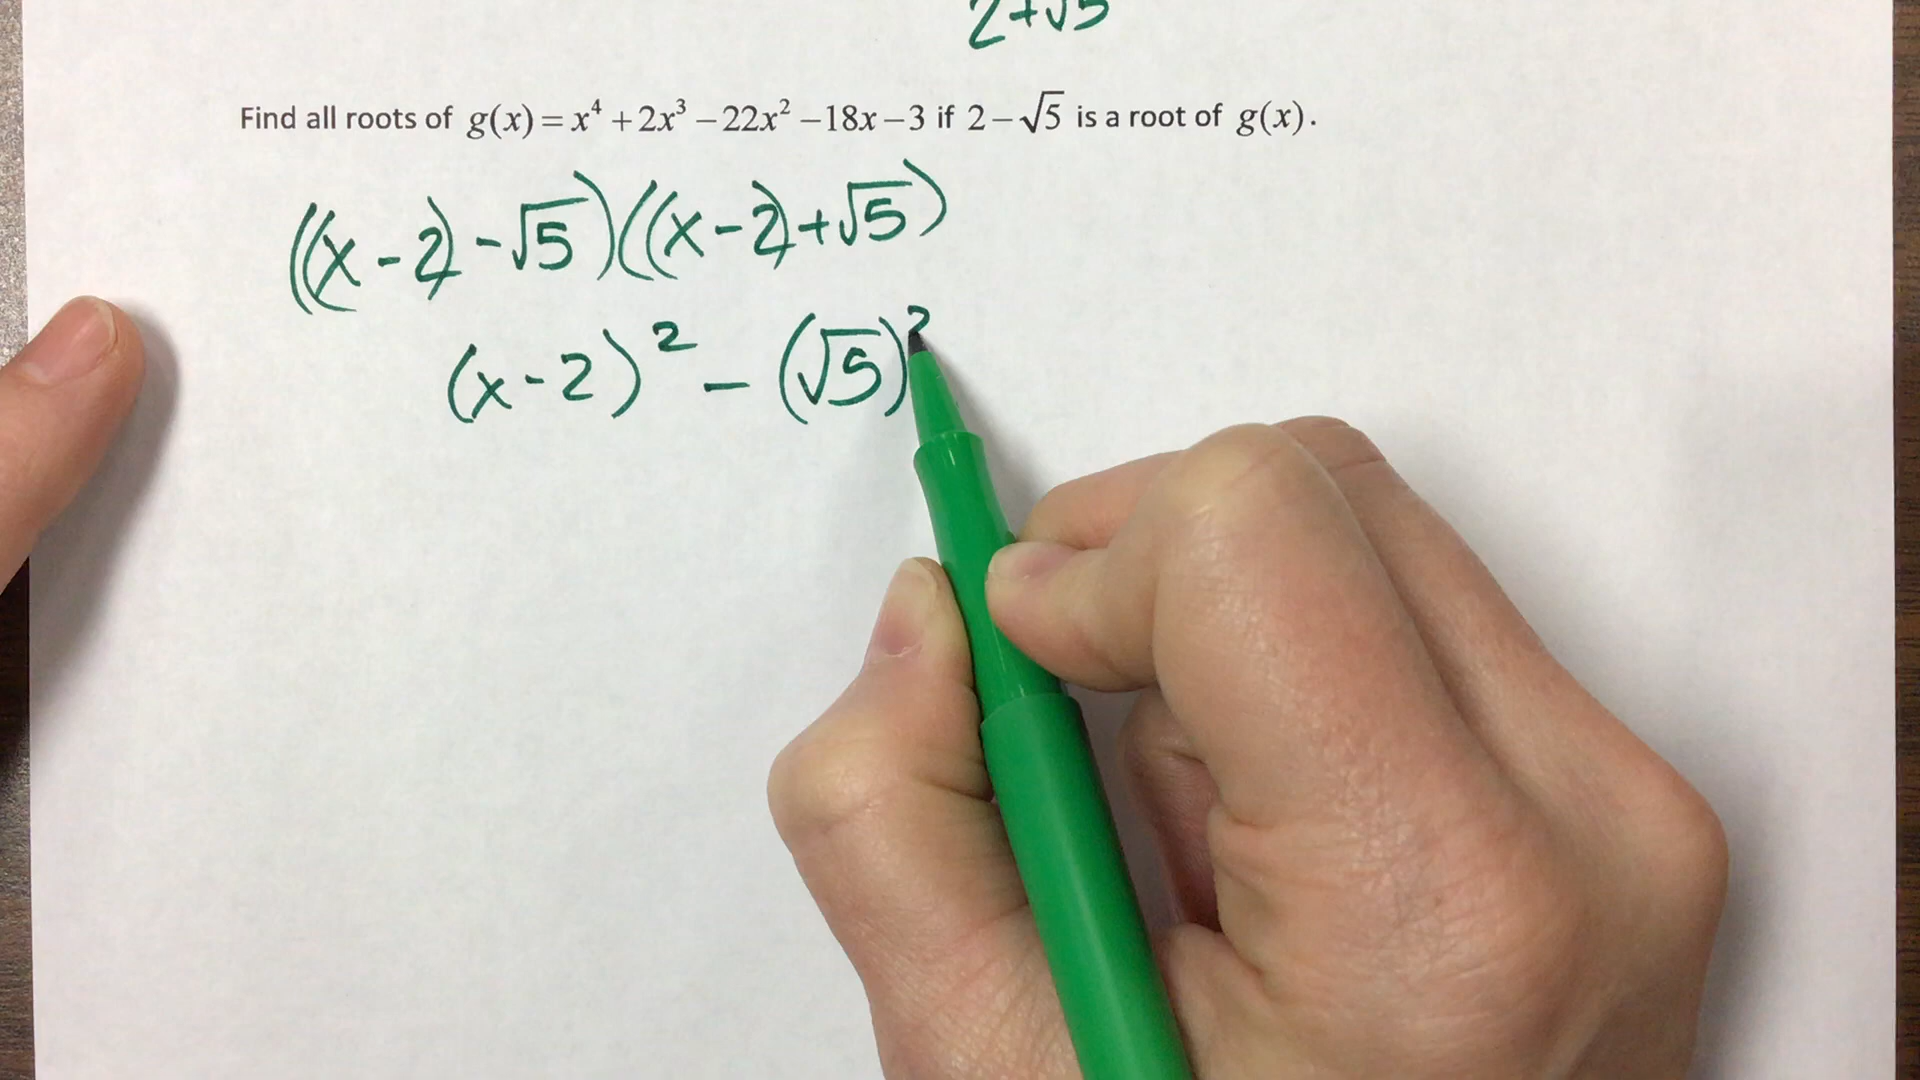 2+√5
Find all roots of g(x) = x⁴ + 2x³ − 22x² − 18x − 3 if 2 − √5 is a root of g(x).
((x-2)-√5)((x-2)+√5)
(x-2)² - (√5)²